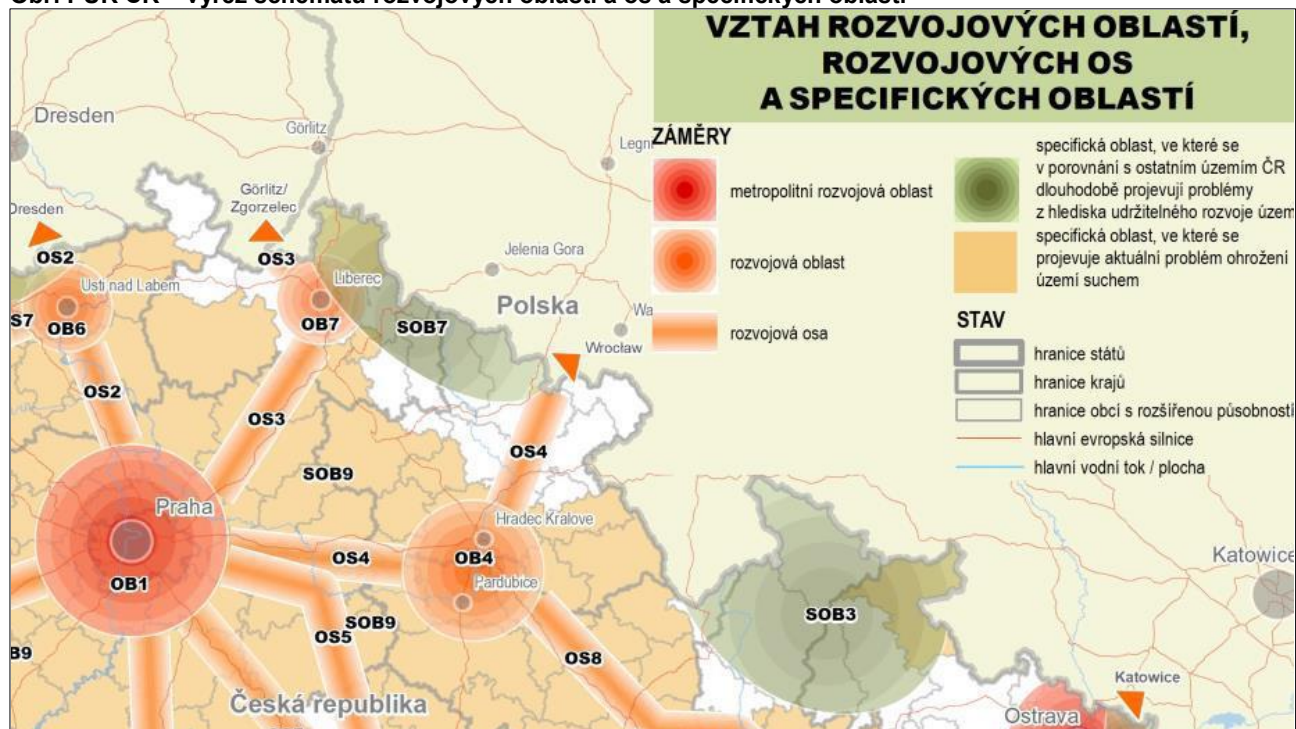 VZTAH ROZVOJOVÝCH OBLASTÍ,
ROZVOJOVÝCH OS
A SPECIFICKÝCH OBLASTÍ
ZÁMĚRY
metropolitní rozvojová oblast
rozvojová oblast
rozvojová osa
specifická oblast, ve které se
v porovnání s ostatním územím ČR
dlouhodobě projevují problémy
z hlediska udržitelného rozvoje územ
specifická oblast, ve které se
projevuje aktuální problém ohrožení
území suchem
STAV
hranice států
hranice krajů
hranice obcí s rozšířenou působností
hlavní evropská silnice
hlavní vodní tok / plocha
Dresden
Görlitz
Legn
Görlitz/
Zgorzelec
Dresden
OS2
OS3
Jelenia Gora
Usti nad Labem
Liberec
Polska
S7
OB6
OB7
SOB7
Wa
Wrocław
OS2
OS3
OS4
SOB9
Praha
Hradec Kralove
OS4
OB4
Katowice
OB1
Pardubice
SOB3
SOB9
OS5
B9
OS8
Katowice
Česká republika
Ostrava